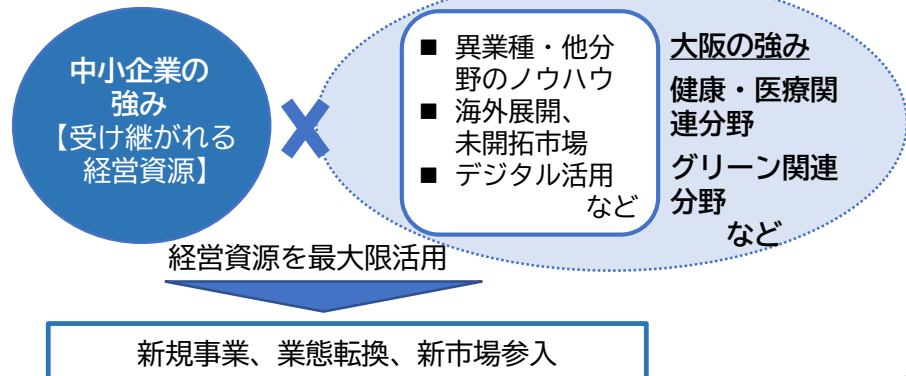 中小企業の
強み
【受け継がれる
経営資源】
■ 異業種・他分
野のノウハウ
■ 海外展開、
未開拓市場
■ デジタル活用
など
大阪の強み
健康・医療関
連分野
グリーン関連
分野
など
経営資源を最大限活用
新規事業、業態転換、新市場参入